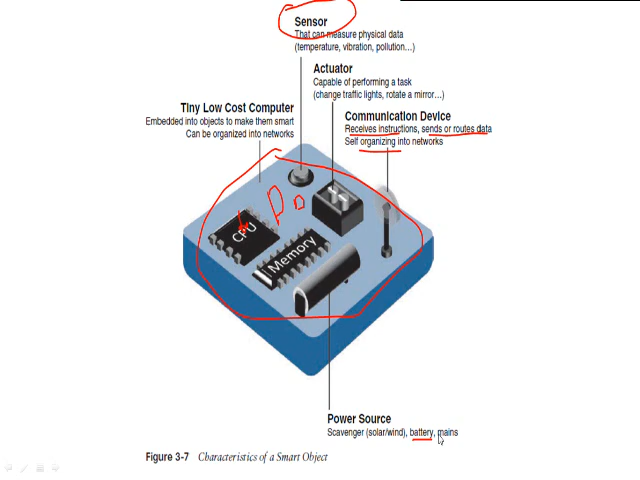 Sensor
That can measure physical data
(temperature, vibration, pollution...)
Actuator
Capable of performing a task
(change traffic lights, rotate a mirror...)
Tiny Low Cost Computer
Embedded into objects to make them smart
Can be organized into networks
Communication Device
Receives instructions, sends or routes data
Self organizing into networks
CPU
Memory
Power Source
Scavenger (solar/wind), battery, mains
Figure 3-7 Characteristics of a Smart Object